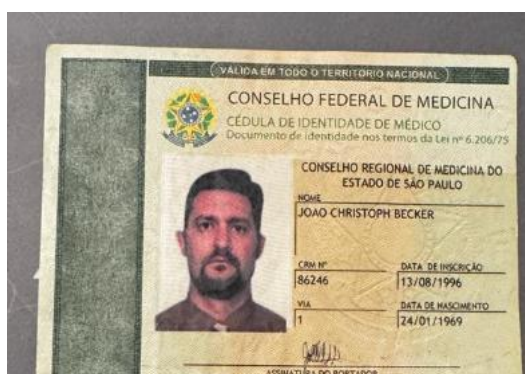 VÁLIDA EM TODO O TERRITÓRIO NACIONAL
CONSELHO FEDERAL DE MEDICINA
CÉDULA DE IDENTIDADE DE MÉDICO
Documento de identidade nos termos da Lei nº 6.206/75
CONSELHO REGIONAL DE MEDICINA DO
ESTADO DE SÃO PAULO
NOME
JOAO CHRISTOPH BECKER
CRM Nº
DATA DE INSCRIÇÃO
86246
13/08/1996
VIA
DATA DE NASCIMENTO
1
24/01/1969
ASSINATURA DO PORTADOR